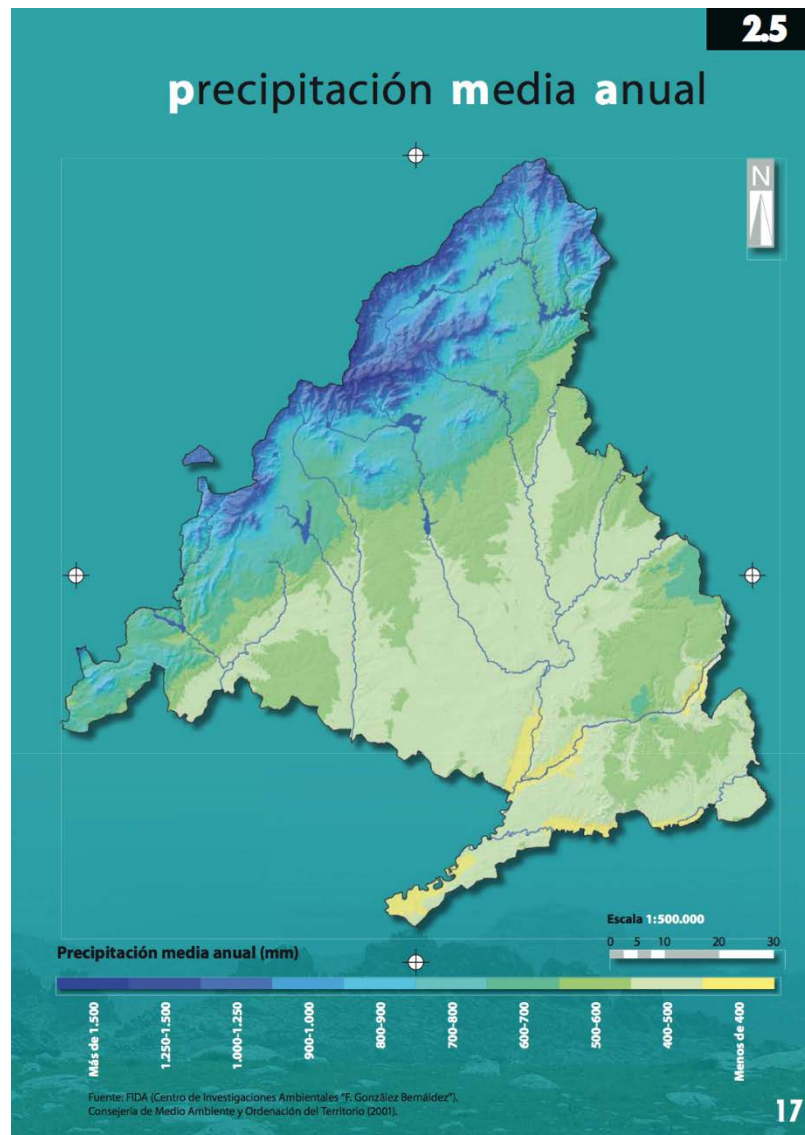 2.5
precipitación media anual
N
Escala 1:500.000
0 5 10 20 30
Precipitación media anual (mm)
Más de 1.500
1.250-1.500
1.000-1.250
900-1.000
800-900
700-800
600-700
500-600
400-500
Menos de 400
Fuente: FIDA (Centro de Investigaciones Ambientales "F. González Bernáldez").
Consejería de Medio Ambiente y Ordenación del Territorio (2001).
17